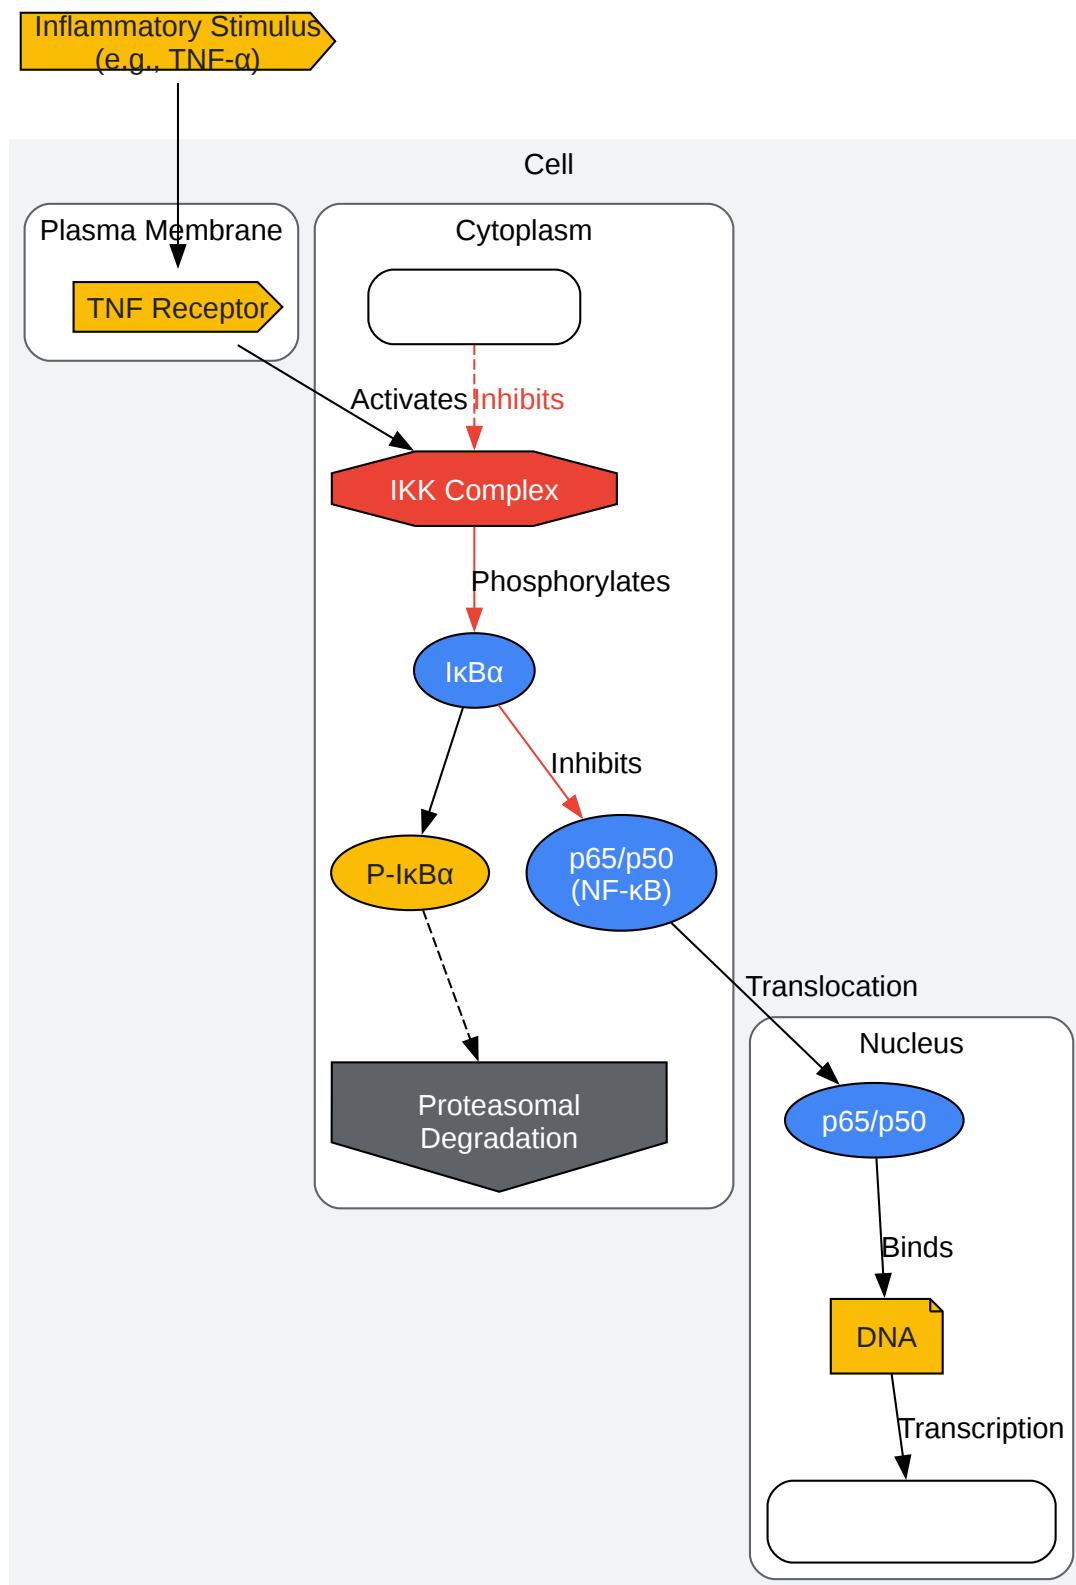 Inflammatory Stimulus
(e.g., TNF-α)
Cell
Plasma Membrane
Cytoplasm
TNF Receptor
Activates
Inhibits
IKK Complex
Phosphorylates
IκBα
Inhibits
P-IκBα
p65/p50
(NF-κB)
Translocation
Nucleus
Proteasomal
Degradation
p65/p50
Binds
DNA
Transcription